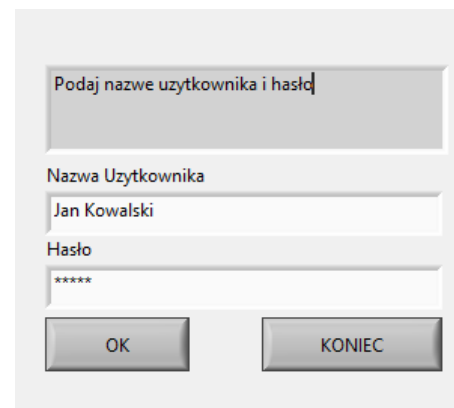 Podaj nazwe uzytkownika i hasło
Nazwa Uzytkownika
Jan Kowalski
Hasło
*****
OK KONIEC